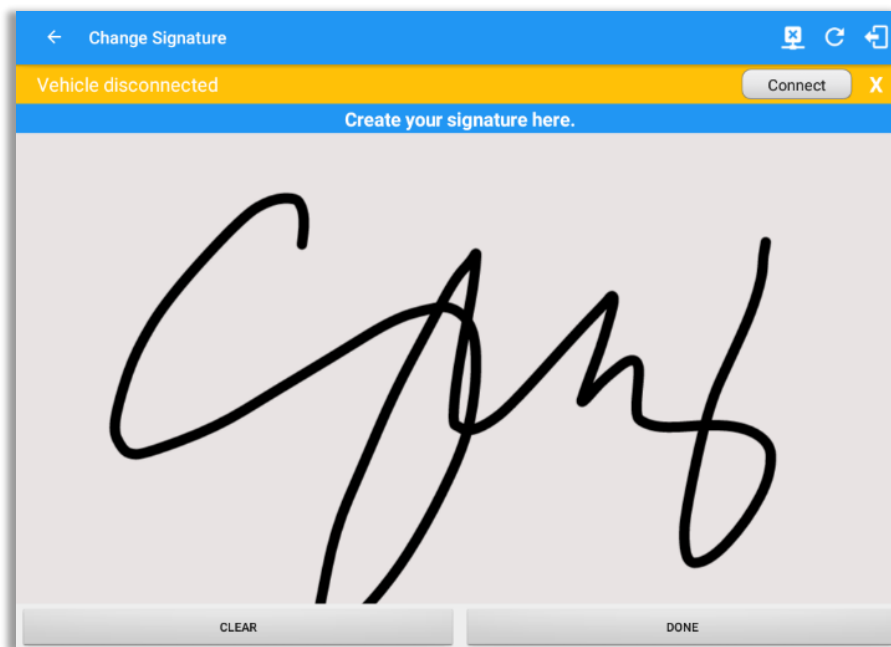 Change Signature
Vehicle disconnected
Connect
X
Create your signature here.
CLEAR
DONE